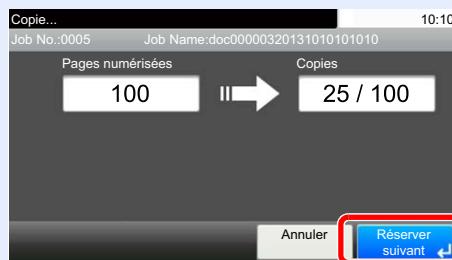 Copie... 10:10
Job No.:0005 Job Name:doc00000320131010101010
Pages numérisées Copies
100 25 / 100
Annuler Réserver
suivant